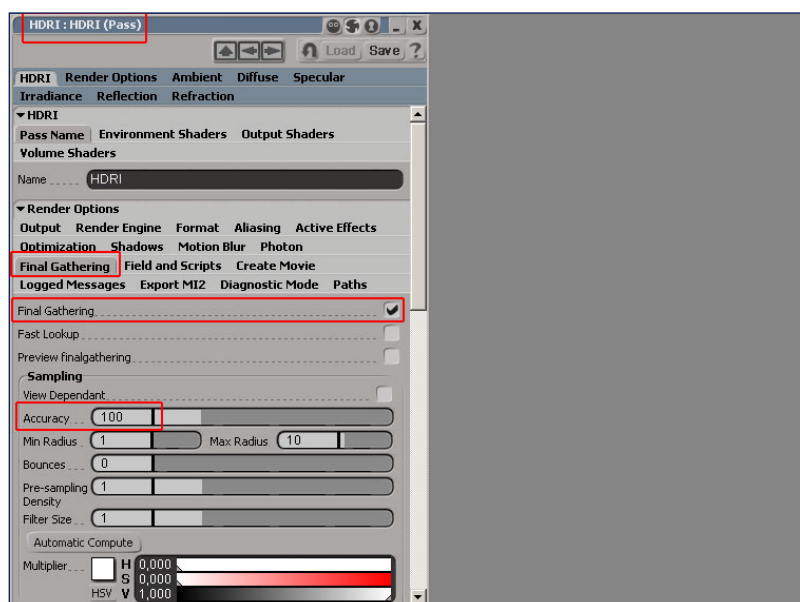 HDRI : HDRI (Pass)
Load Save ?
HDRI Render Options Ambient Diffuse Specular
Irradiance Reflection Refraction
HDRI
Pass Name Environment Shaders Output Shaders
Volume Shaders
Name HDRI
Render Options
Output Render Engine Format Aliasing Active Effects
Optimization Shadows Motion Blur Photon
Final Gathering Field and Scripts Create Movie
Logged Messages Export MI2 Diagnostic Mode Paths
Final Gathering
Fast Lookup
Preview finalgathering
Sampling
View Dependant
Accuracy 100
Min Radius 1 Max Radius 10
Bounces 0
Pre-sampling 1
Density
Filter Size 1
Automatic Compute
Multiplier H 0,000
S 0,000
HSV V 1,000